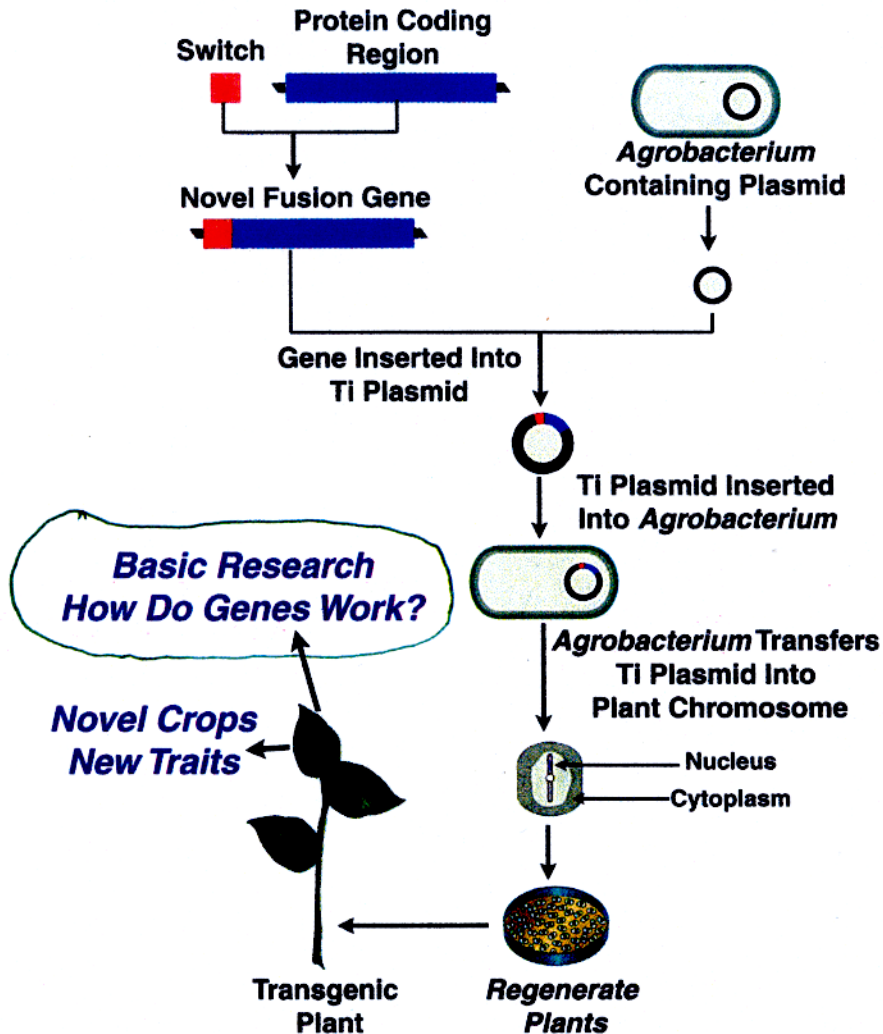 Switch
Protein Coding
Region
Agrobacterium
Containing Plasmid
Novel Fusion Gene
Gene Inserted Into
Ti Plasmid
Ti Plasmid Inserted
Into Agrobacterium
Basic Research
How Do Genes Work?
Agrobacterium Transfers
Ti Plasmid Into
Plant Chromosome
Novel Crops
New Traits
Nucleus
Cytoplasm
Transgenic
Plant
Regenerate
Plants